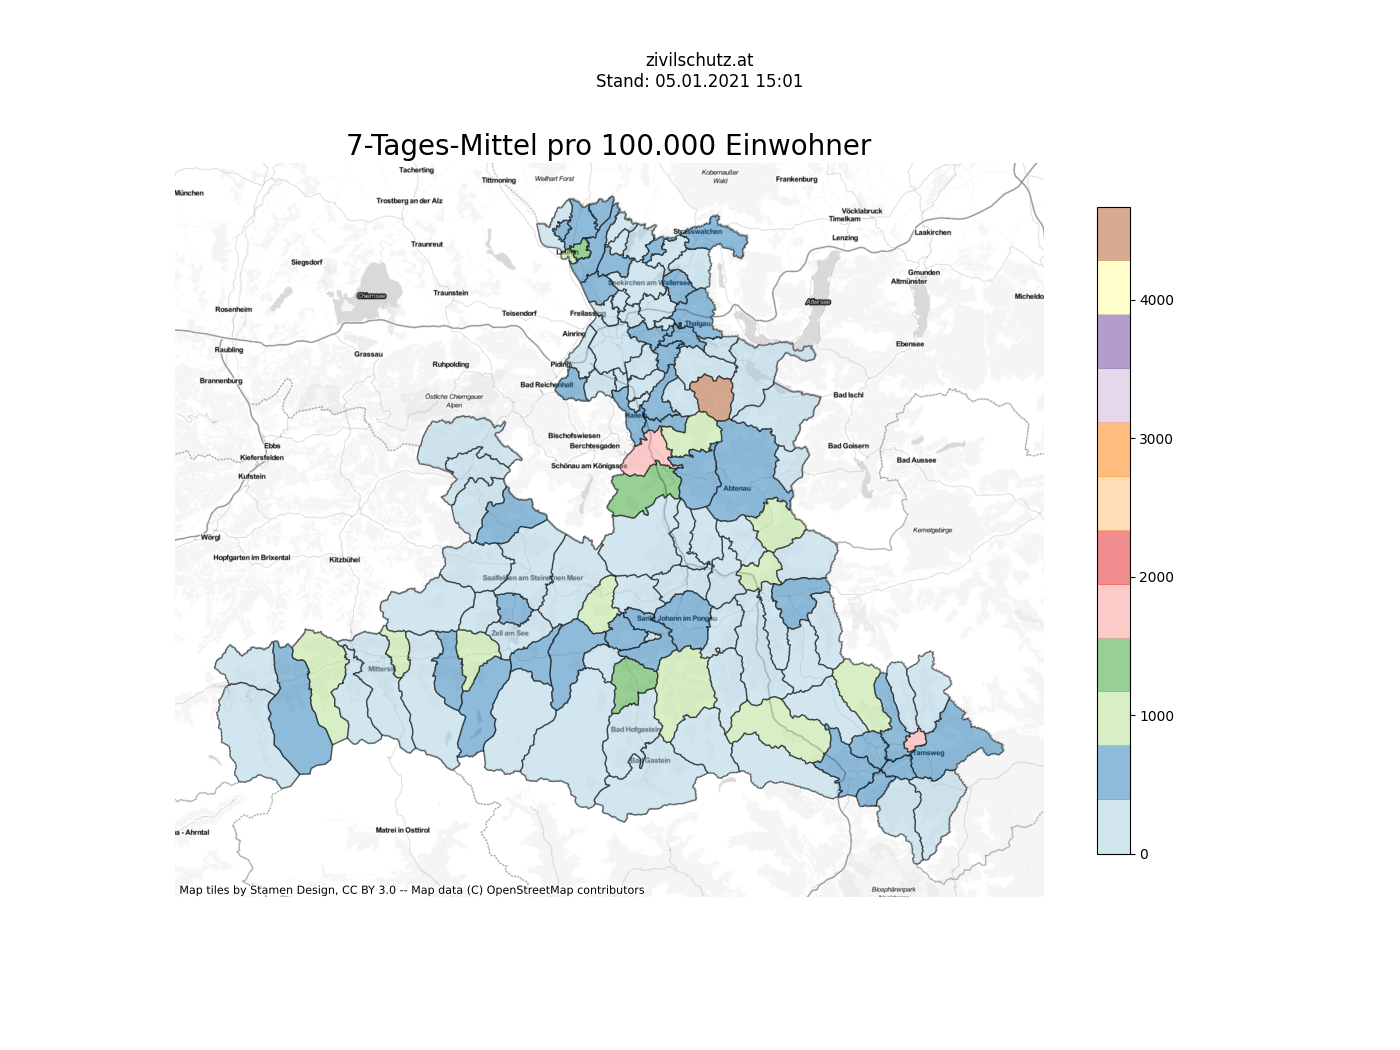 zivilschutz.at
Stand: 05.01.2021 15:01
7-Tages-Mittel pro 100.000 Einwohner
Tacherting
Tittmoning
Weilhart Forst
Kobernaußer
Wald
Frankenburg
München
Trostberg an der Alz
Vöcklabruck
Timelkam
Laakirchen
Lenzing
Straswalchen
Traunreut
Siegsdorf
Gmunden
Altmünster
Seekirchen am Wallersee
Chiemsee
Traunstein
Attersee
Micheldo
Rosenheim
Teisendorf
Freilassing
Thalgau
Ainring
Raubling
Grassau
Ruhpolding
Piding
Ebensee
Brannenburg
Bad Reichenhall
Östliche Chiemgauer
Alpen
Bad Ischl
Hallein
Bischofswiesen
Berchtesgaden
Ebbs
Kiefersfelden
Bad Goisern
Bad Aussee
Schönau am Königssee
Kufstein
Abtenau
Wörgl
Kemetgebirge
Hopfgarten im Brixental
Kitzbühel
Saalfelden am Steinernen Meer
Sankt Johann im Pongau
Zell am See
Mittersill
Bad Hofgastein
Bad Gastein
Tamsweg
a - Ahrntal
Matrei in Osttirol
Biosphärenpark
Map tiles by Stamen Design, CC BY 3.0 -- Map data (C) OpenStreetMap contributors
4000
3000
2000
1000
0